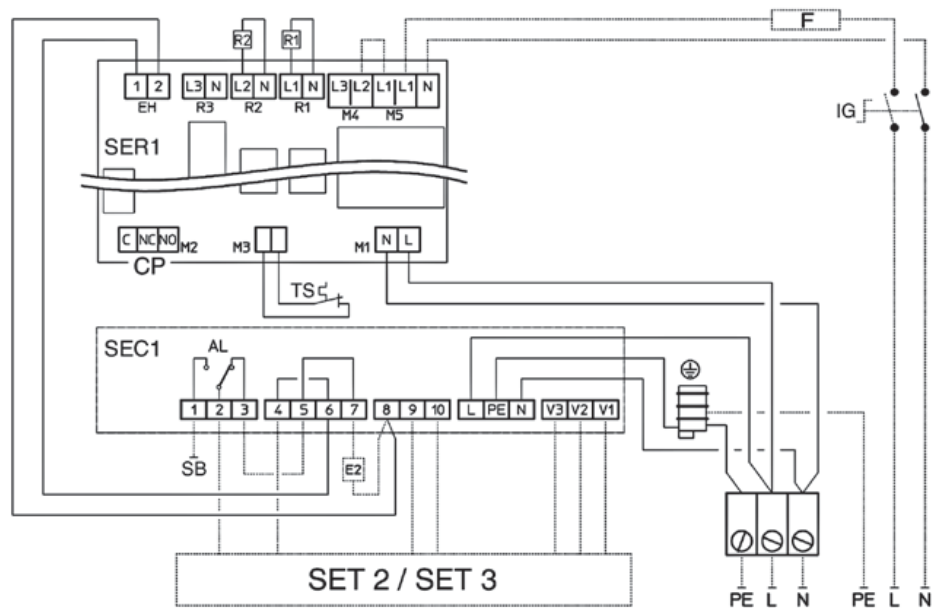 F
R2 R1
1 2 L3 N L2 N L1 N L3 L2 L1 L1 N
EH R3 R2 R1 M4 M5
IG
SER1
C NC NO M2 M3 M1 N L
CP
TS
SEC1
AL
1 2 3 4 5 6 7 8 9 10 L PE N V3 V2 V1
SB
E2
SET 2 / SET 3
PE L N PE L N